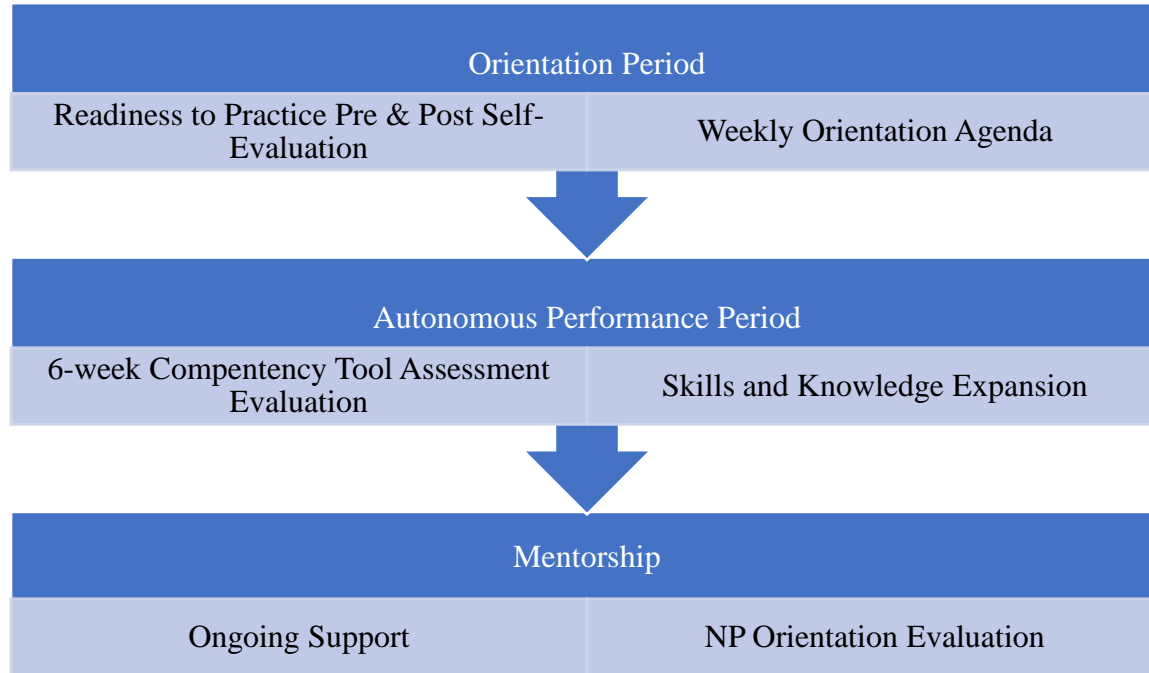 Orientation Period
Readiness to Practice Pre & Post Self-
Evaluation
Weekly Orientation Agenda
Autonomous Performance Period
6-week Compentency Tool Assessment
Evaluation
Skills and Knowledge Expansion
Mentorship
Ongoing Support
NP Orientation Evaluation